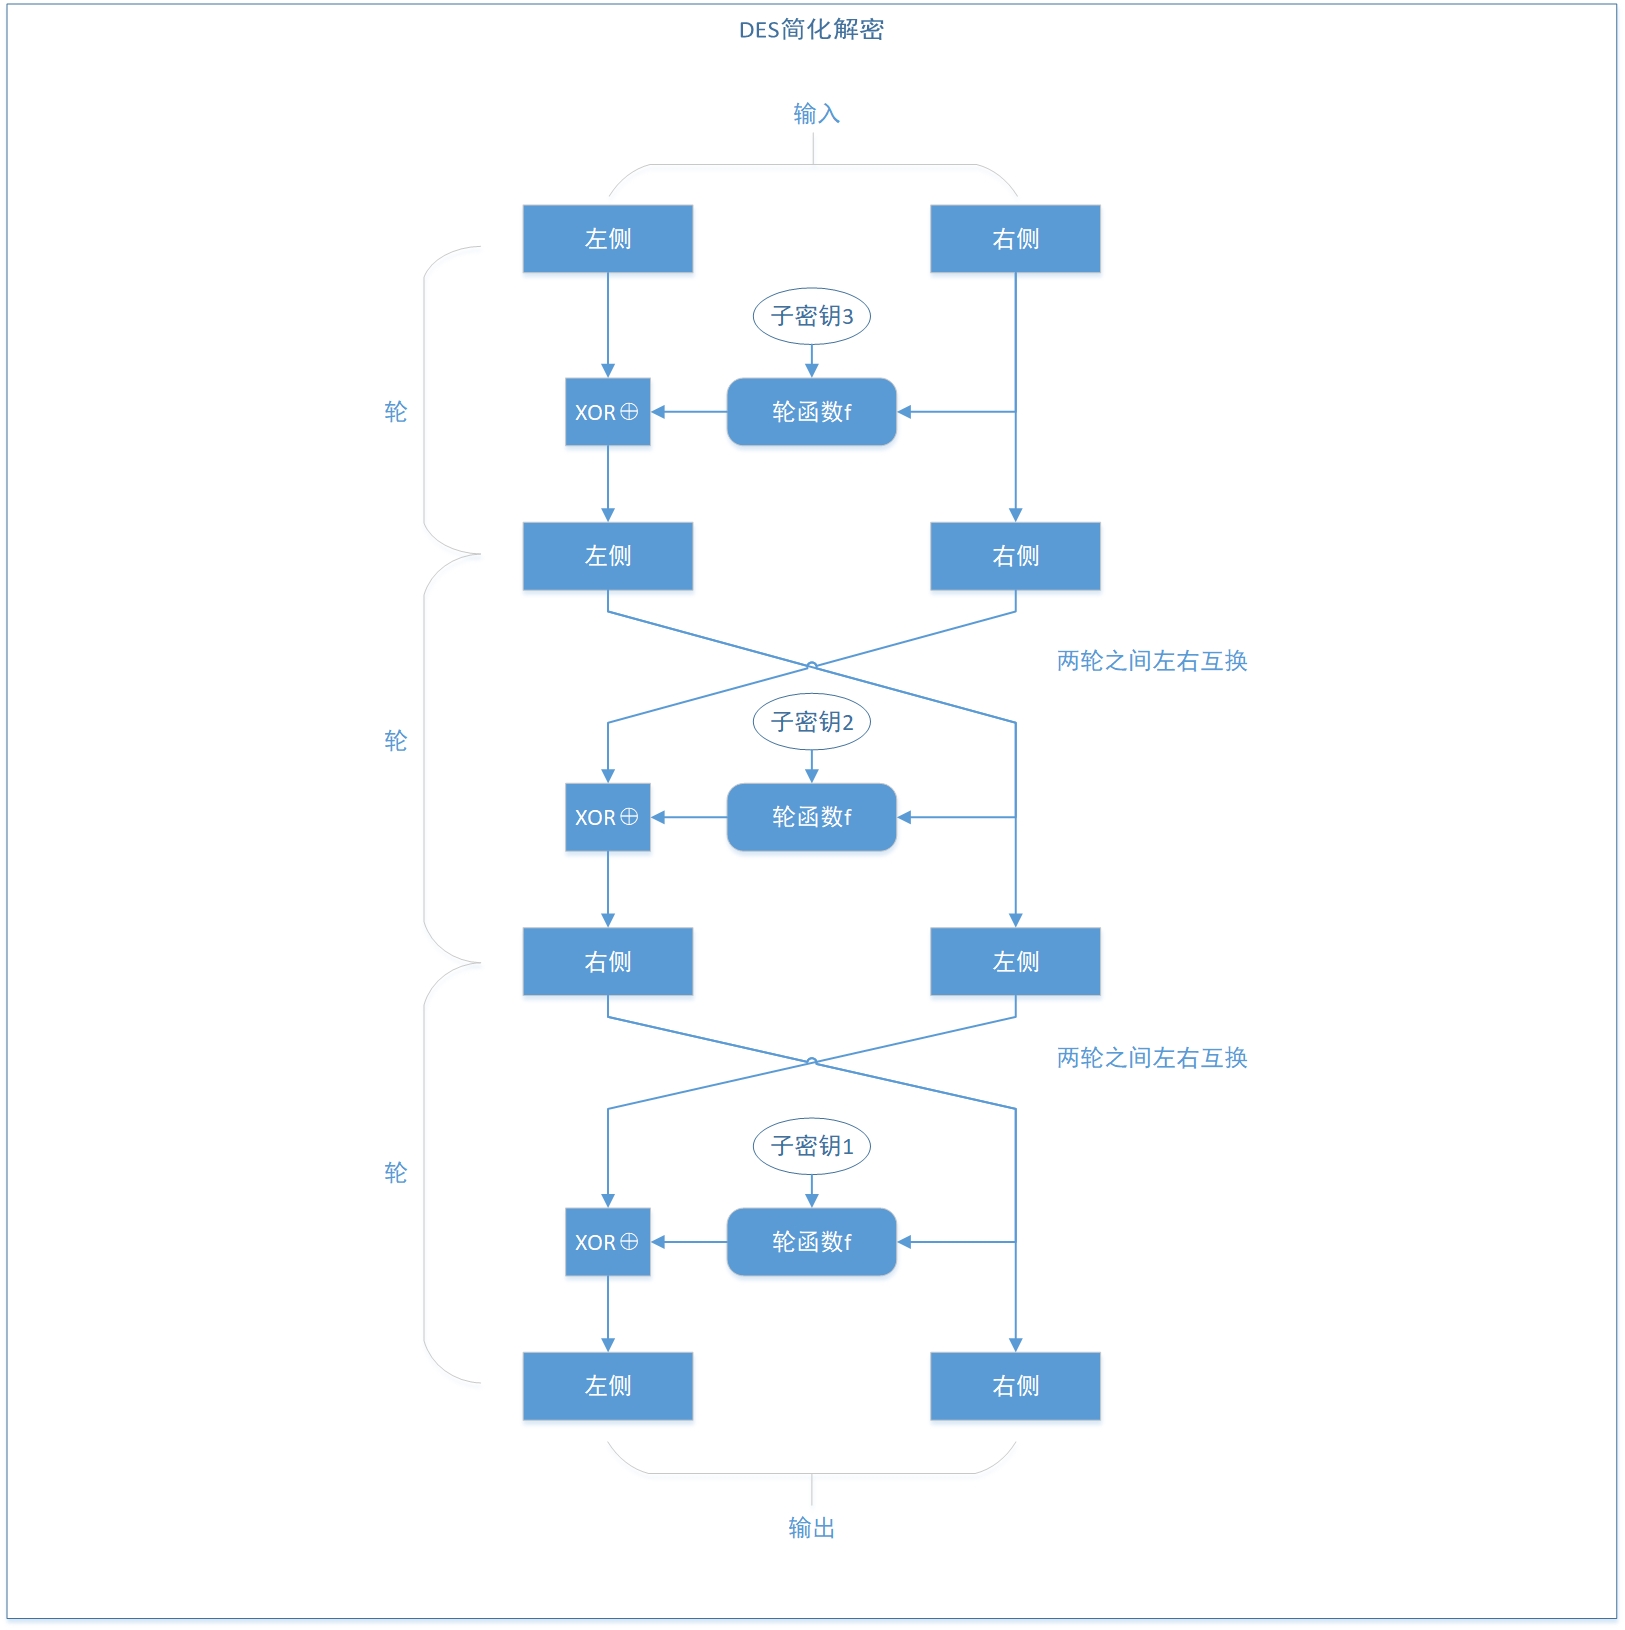 DES简化解密
输入
左侧
右侧
子密钥3
轮
XOR⊕
轮函数f
左侧
右侧
两轮之间左右互换
子密钥2
轮
XOR⊕
轮函数f
右侧
左侧
两轮之间左右互换
子密钥1
轮
XOR⊕
轮函数f
左侧
右侧
输出